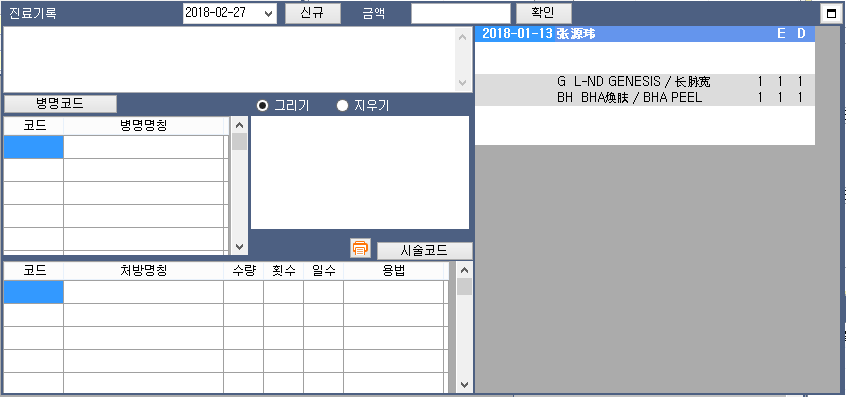 진료기록 2018-02-27 신규 금액 확인
2018-01-13 张源玮 E D
G L-ND GENESIS / 长脉宽 1 1 1
BH BHA焕肤 / BHA PEEL 1 1 1
병명코드 그리기 지우기
코드 병명명칭
시술코드
코드 처방명칭 수량 횟수 일수 용법